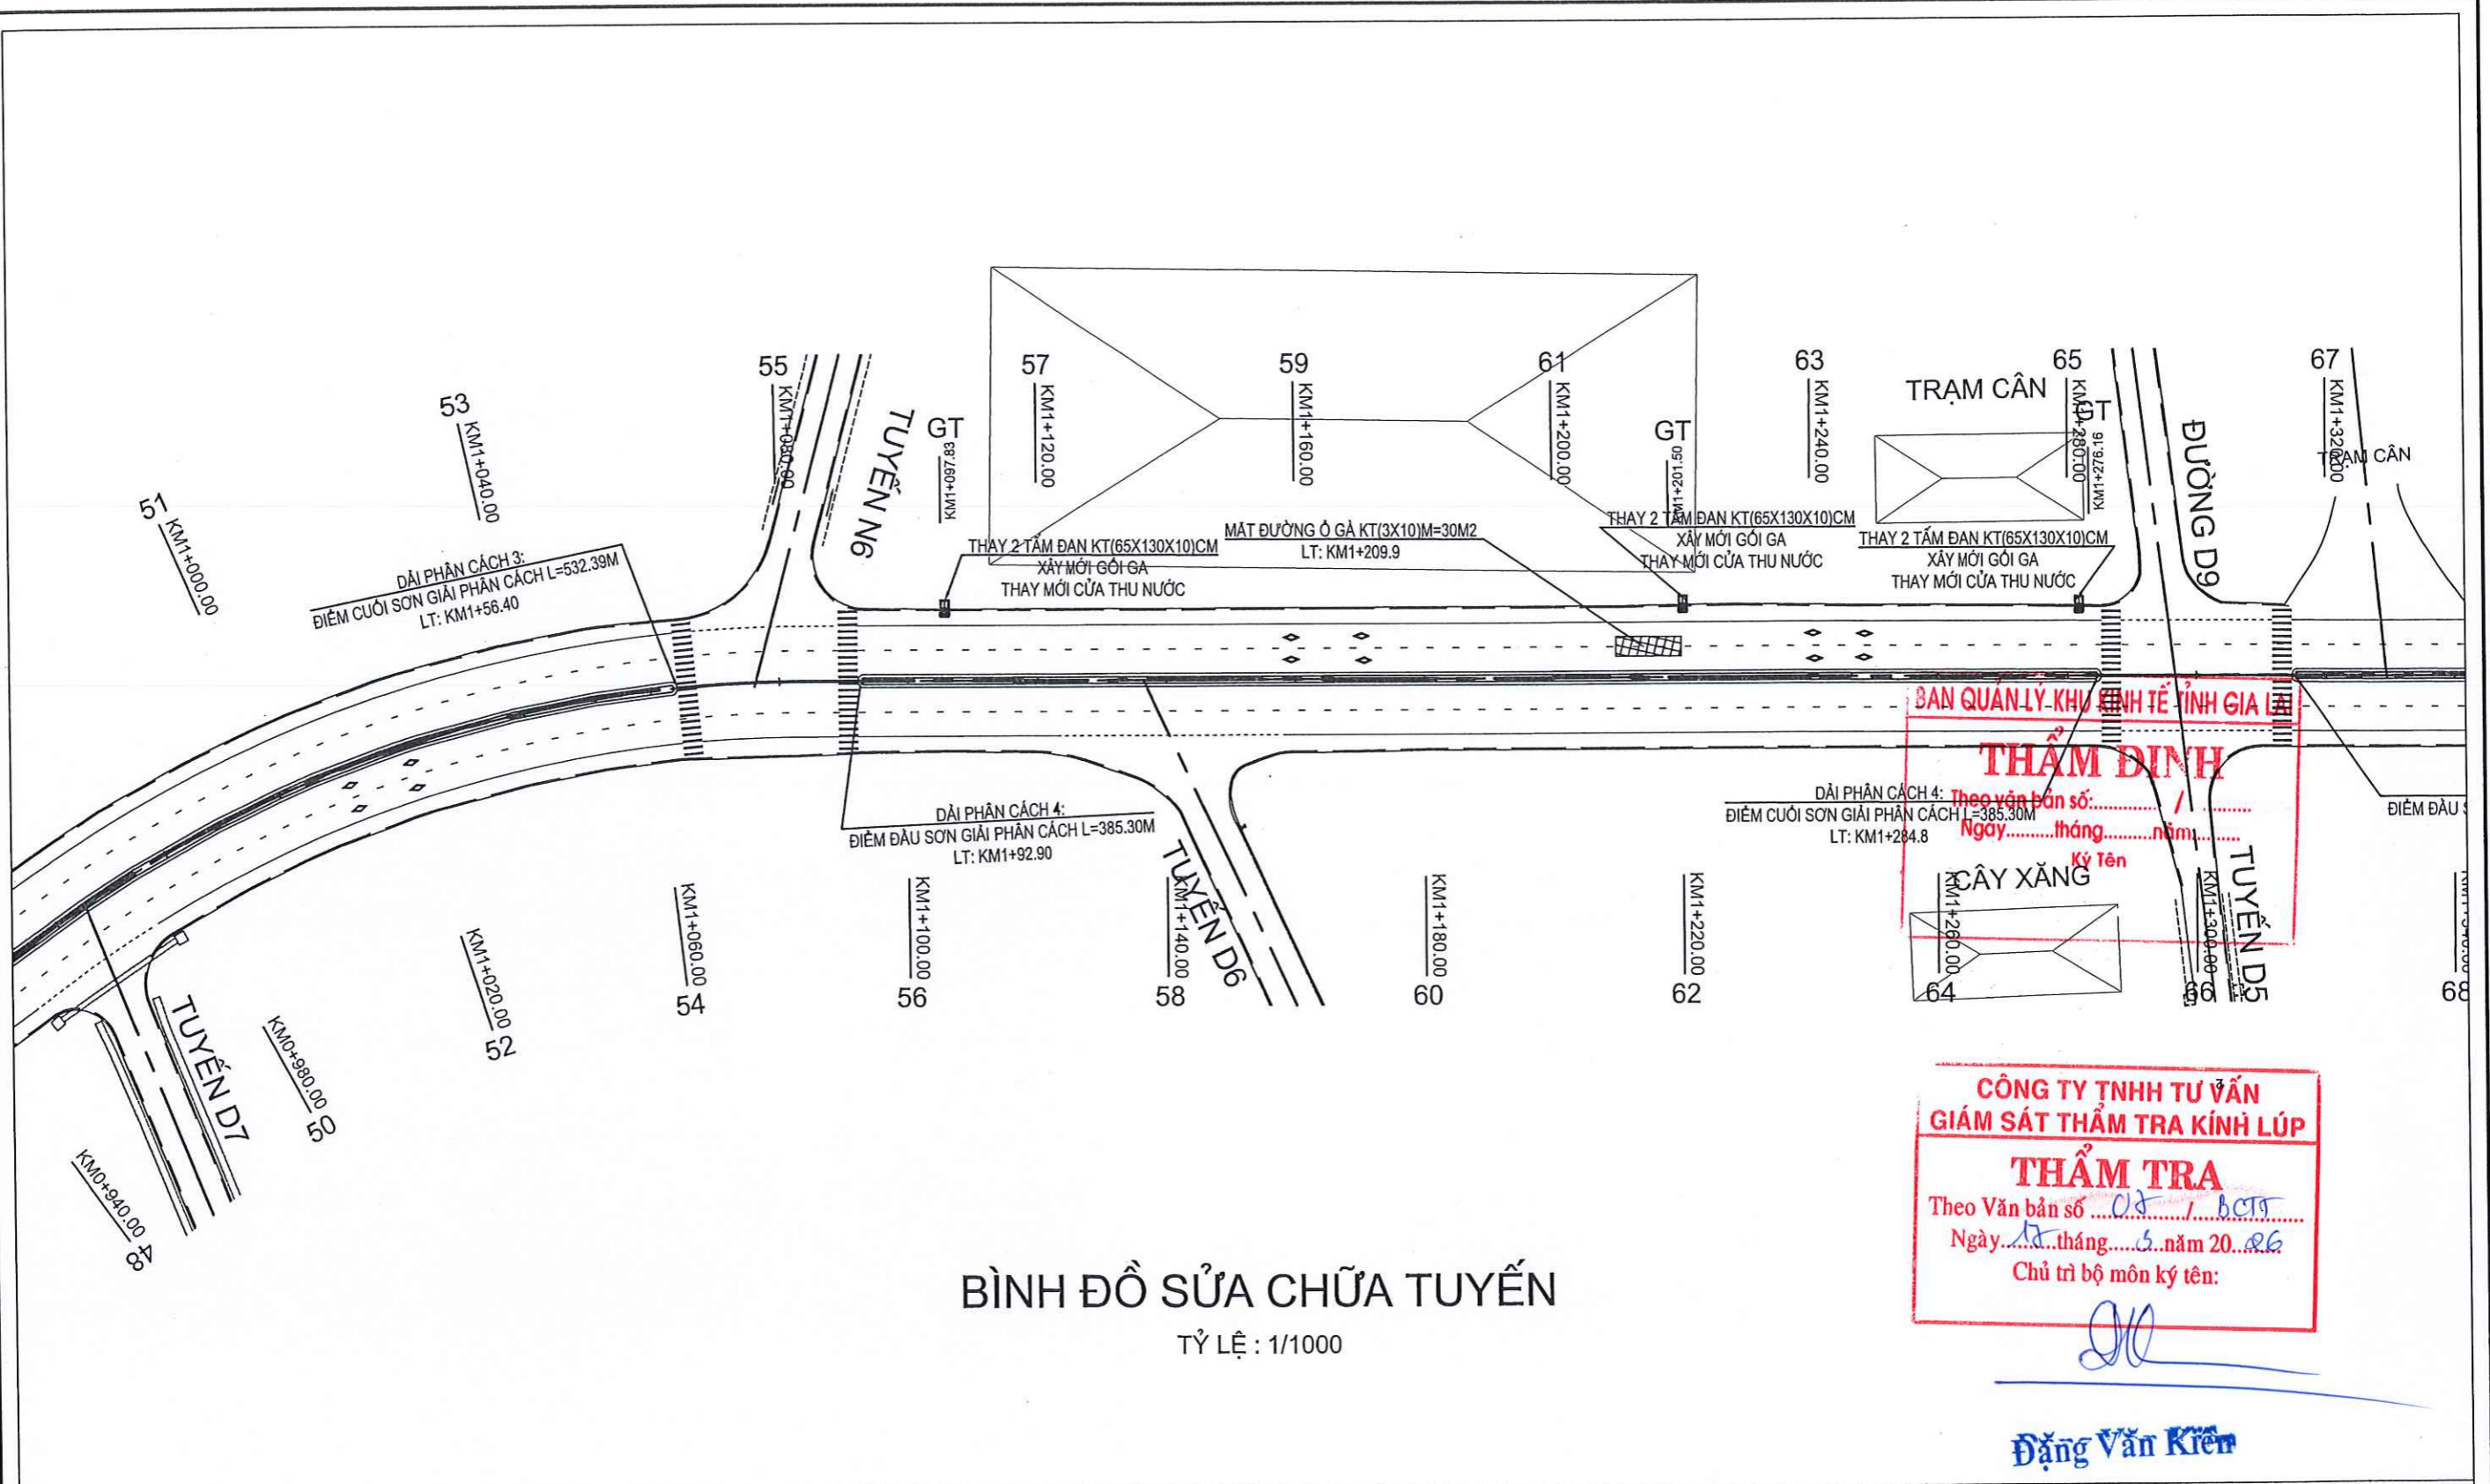 51
KM1+000.00
53
KM1+040.00
55
KM1+080.00
TUYẾN N6
GT
KM1+097.83
57
KM1+120.00
59
KM1+160.00
61
KM1+200.00
GT
KM1+201.50
63
KM1+240.00
TRẠM CÂN
65
KM1+280.00
GT
KM1+276.16
ĐƯỜNG D9
67
KM1+320.00
TRẠM CÂN
DẢI PHÂN CÁCH 3:
ĐIỂM CUỐI SƠN GIẢI PHÂN CÁCH L=532.39M
LT: KM1+56.40
THAY 2 TẤM ĐAN KT(65X130X10)CM
XÂY MỚI GỐI GA
THAY MỚI CỬA THU NƯỚC
MẶT ĐƯỜNG Ổ GÀ KT(3X10)M=30M2
LT: KM1+209.9
THAY 2 TẤM ĐAN KT(65X130X10)CM
XÂY MỚI GỐI GA
THAY MỚI CỬA THU NƯỚC
THAY 2 TẤM ĐAN KT(65X130X10)CM
XÂY MỚI GỐI GA
THAY MỚI CỬA THU NƯỚC
BAN QUẢN LÝ KHU KINH TẾ TỈNH GIA LAI
THẨM ĐỊNH
Theo văn bản số:............ / ............
Ngày.........tháng.........năm.........
Ký Tên
DẢI PHÂN CÁCH 4:
ĐIỂM ĐẦU SƠN GIẢI PHÂN CÁCH L=385.30M
LT: KM1+92.90
DẢI PHÂN CÁCH 4:
ĐIỂM CUỐI SƠN GIẢI PHÂN CÁCH L=385.30M
LT: KM1+284.8
ĐIỂM ĐẦU
CÂY XĂNG
KM0+940.00
48
TUYẾN D7
KM0+980.00
50
KM1+020.00
52
KM1+060.00
54
KM1+100.00
56
KM1+140.00
58
TUYẾN D6
KM1+180.00
60
KM1+220.00
62
KM1+260.00
64
KM1+300.00
66
TUYẾN D5
68
CÔNG TY TNHH TƯ VẤN
GIÁM SÁT THẨM TRA KÍNH LÚP
THẨM TRA
Theo Văn bản số ............/ BCTT
Ngày 17 tháng 3 năm 2026
Chủ trì bộ môn ký tên:
Đặng Văn Kiên
BÌNH ĐỒ SỬA CHỮA TUYẾN
TỶ LỆ : 1/1000